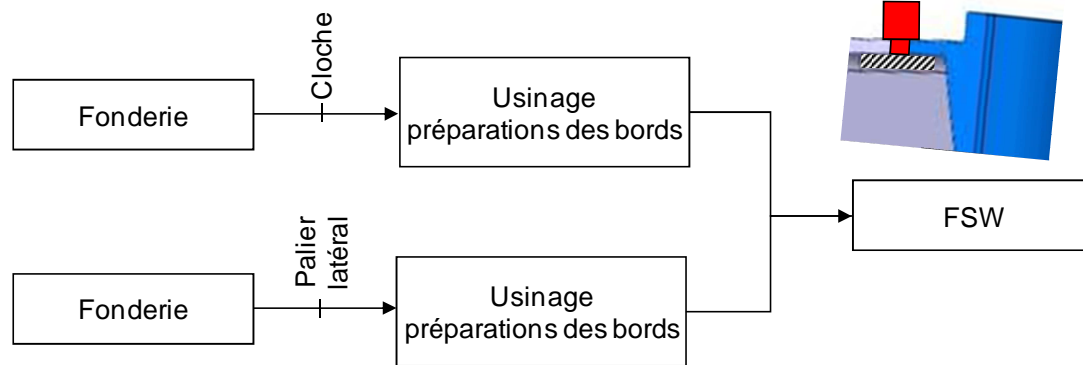 Fonderie
Cloche
Usinage
préparations des bords
FSW
Fonderie
Palier
latéral
Usinage
préparations des bords